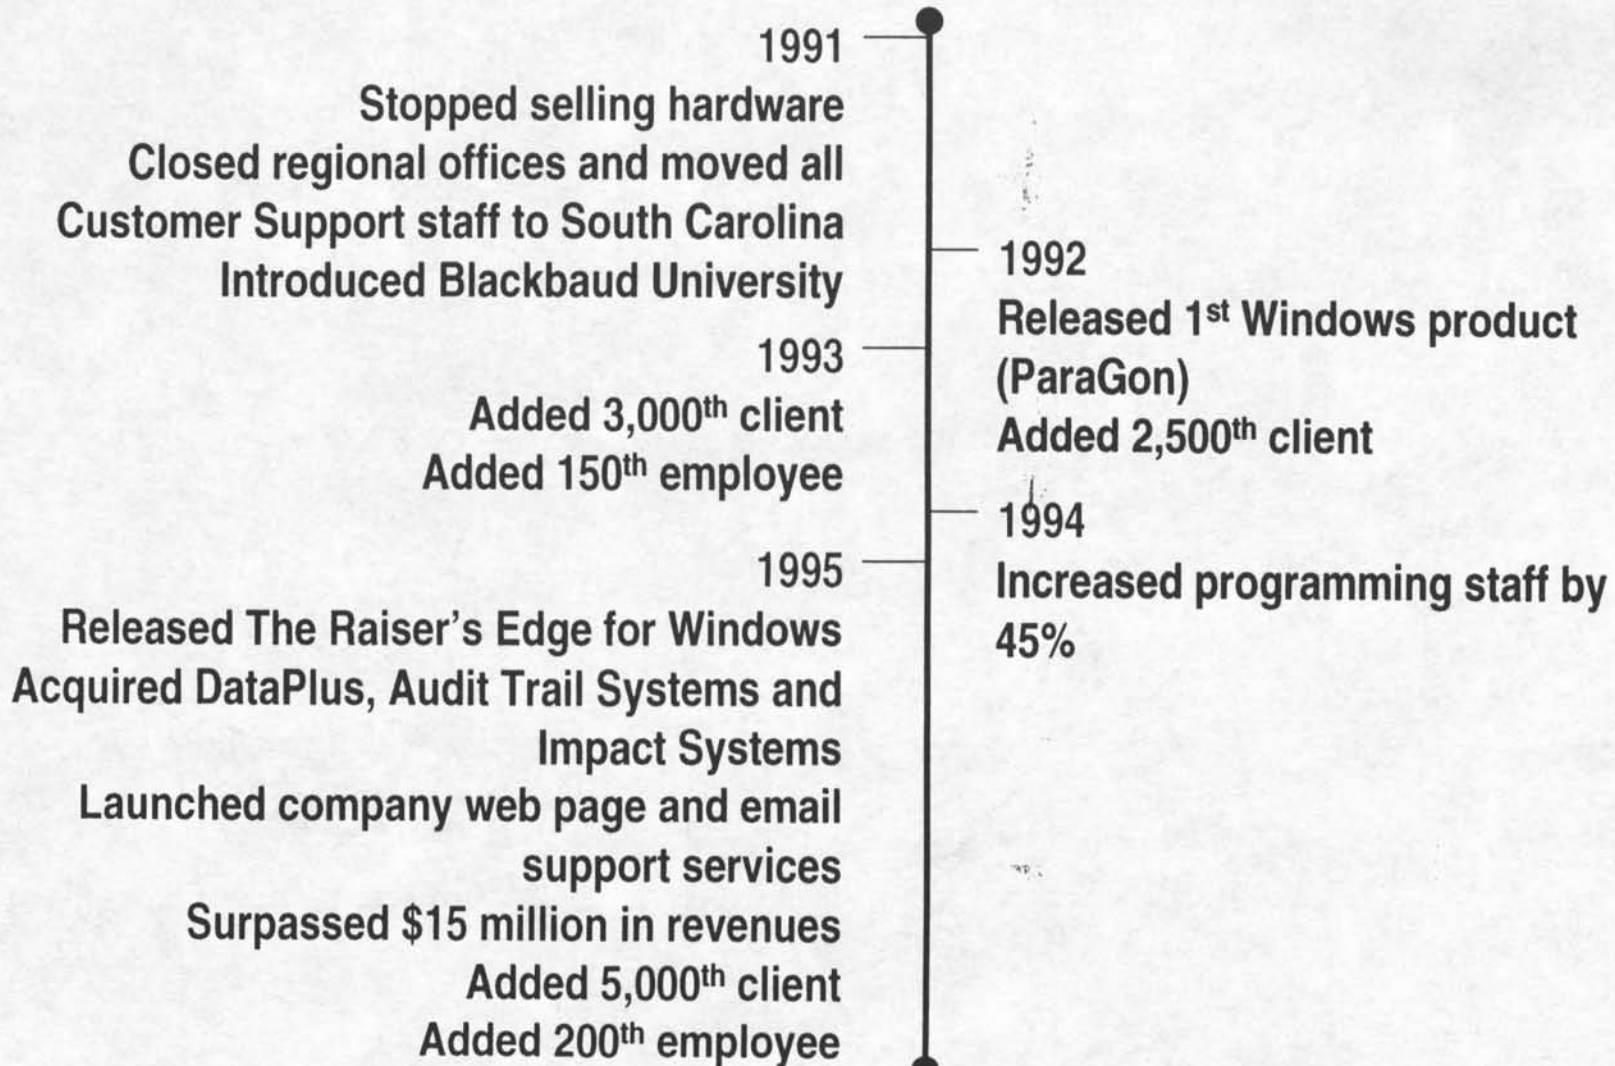 1991
Stopped selling hardware
Closed regional offices and moved all
Customer Support staff to South Carolina
Introduced Blackbaud University
1992
Released 1st Windows product
(ParaGon)
Added 2,500th client
1993
Added 3,000th client
Added 150th employee
1994
Increased programming staff by
45%
1995
Released The Raiser's Edge for Windows
Acquired DataPlus, Audit Trail Systems and
Impact Systems
Launched company web page and email
support services
Surpassed $15 million in revenues
Added 5,000th client
Added 200th employee